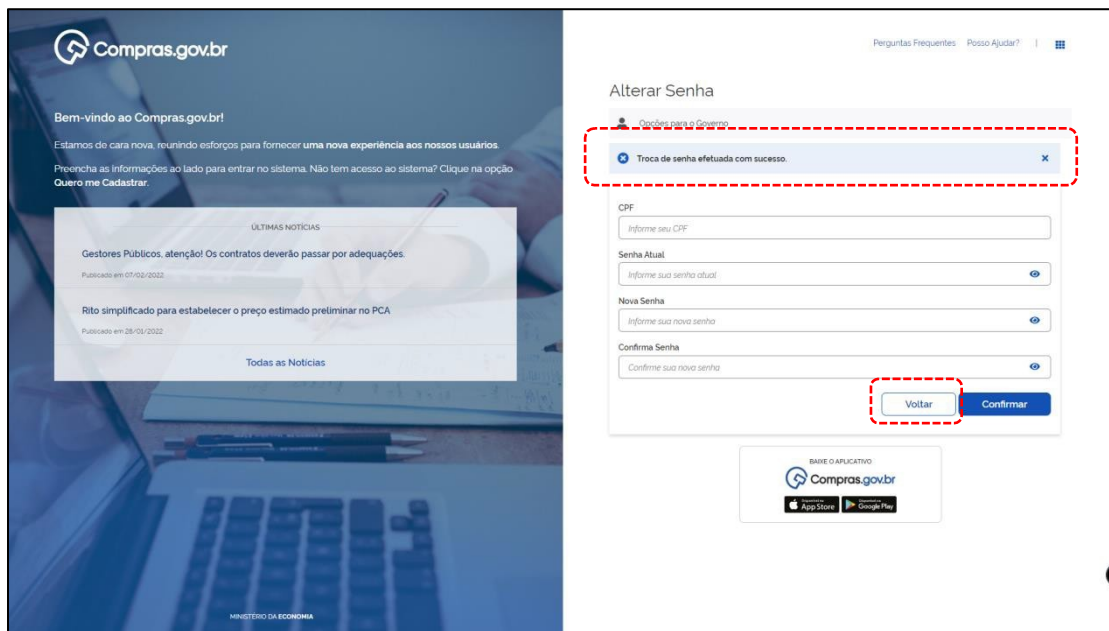 Compras.gov.br
Bem-vindo ao Compras.gov.br!
Estamos de cara nova, reunindo esforços para fornecer uma nova experiência aos nossos usuários.
Preencha as informações ao lado para entrar no sistema. Não tem acesso ao sistema? Clique na opção
Quero me Cadastrar.
ÚLTIMAS NOTÍCIAS
Gestores Públicos, atenção! Os contratos deverão passar por adequações.
Publicado em 07/02/2022
Rito simplificado para estabelecer o preço estimado preliminar no PCA
Publicado em 28/01/2022
Todas as Notícias
MINISTÉRIO DA ECONOMIA
Perguntas Frequentes Posso Ajudar? |
Alterar Senha
Opções para o Governo
Troca de senha efetuada com sucesso.
CPF
Informe seu CPF
Senha Atual
Informe sua senha atual
Nova Senha
Informe sua nova senha
Confirma Senha
Confirme sua nova senha
Voltar Confirmar
BAIXE O APLICATIVO
Compras.gov.br
Disponível na App Store
Disponível no Google Play